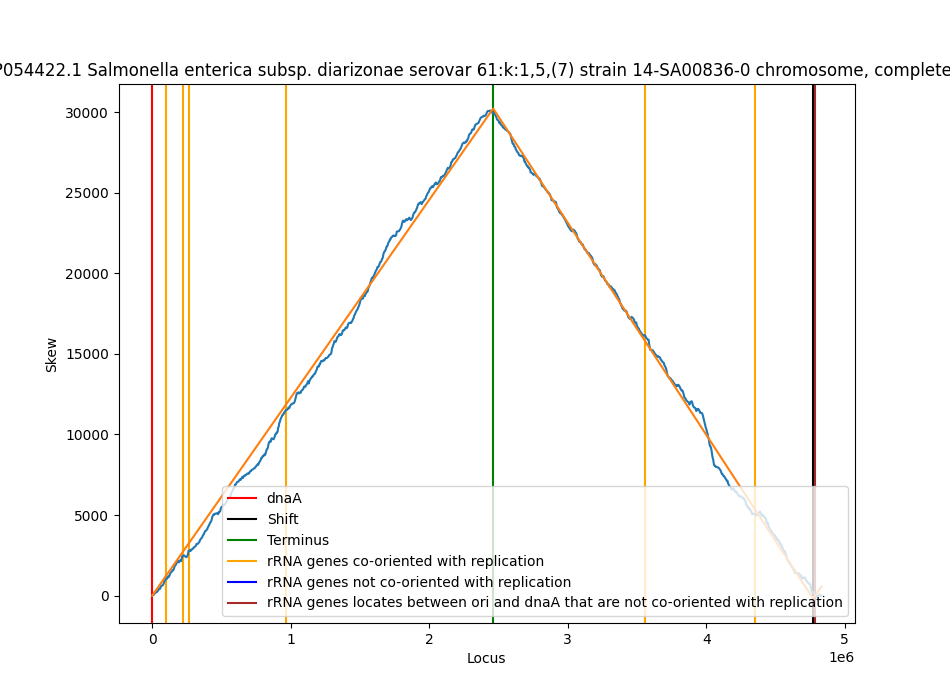 P054422.1 Salmonella enterica subsp. diarizonae serovar 61:k:1,5,(7) strain 14-SA00836-0 chromosome, complete
30000
25000
20000
15000
10000
5000
0
Skew
dnaA
Shift
Terminus
rRNA genes co-oriented with replication
rRNA genes not co-oriented with replication
rRNA genes locates between ori and dnaA that are not co-oriented with replication
0 1 2 3 4 5
1e6
Locus